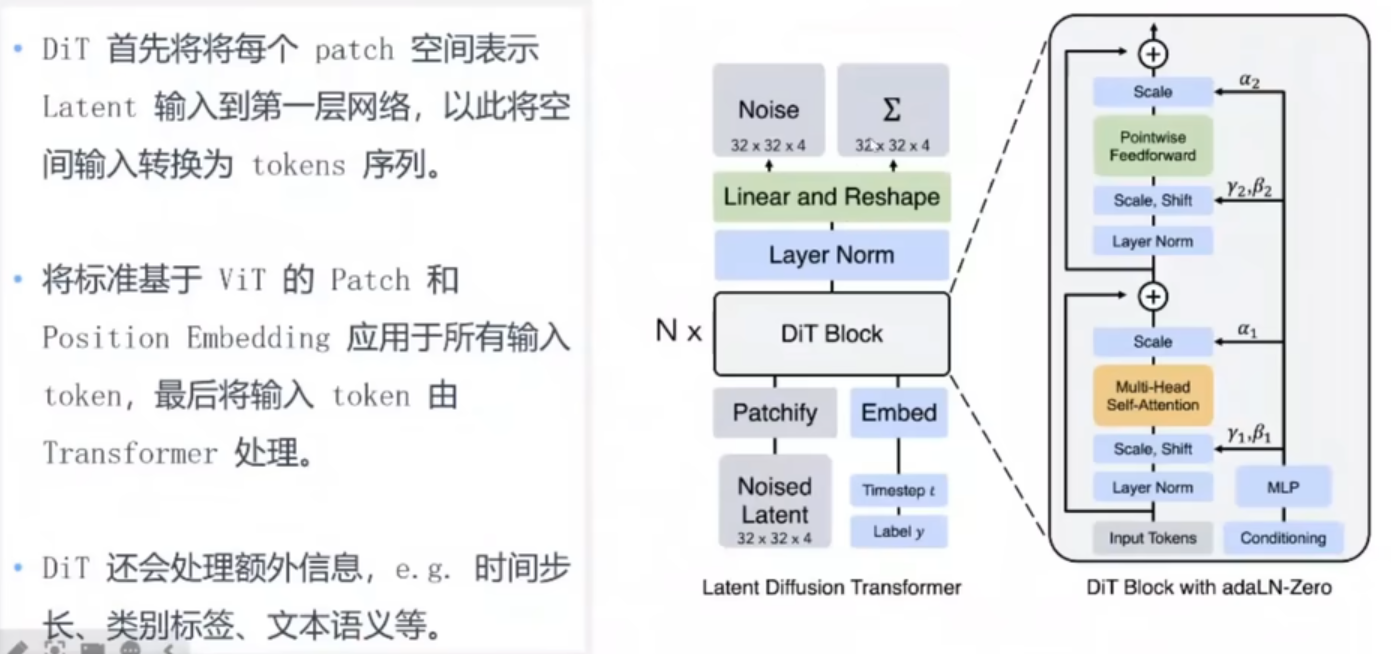 • DiT 首先将将每个 patch 空间表示
Latent 输入到第一层网络，以此将空
间输入转换为 tokens 序列。
• 将标准基于 ViT 的 Patch 和
Position Embedding 应用于所有输入
token，最后将输入 token 由
Transformer 处理。
• DiT 还会处理额外信息，e.g. 时间步
长、类别标签、文本语义等。
Noise
32 x 32 x 4
Σ
32 x 32 x 4
Linear and Reshape
Layer Norm
N x
DiT Block
Patchify
Embed
Noised
Latent
32 x 32 x 4
Timestep t
Label y
Latent Diffusion Transformer
+
Scale
α₂
Pointwise
Feedforward
Scale, Shift
γ₂,β₂
Layer Norm
+
Scale
α₁
Multi-Head
Self-Attention
Scale, Shift
γ₁,β₁
Layer Norm
MLP
Input Tokens
Conditioning
DiT Block with adaLN-Zero